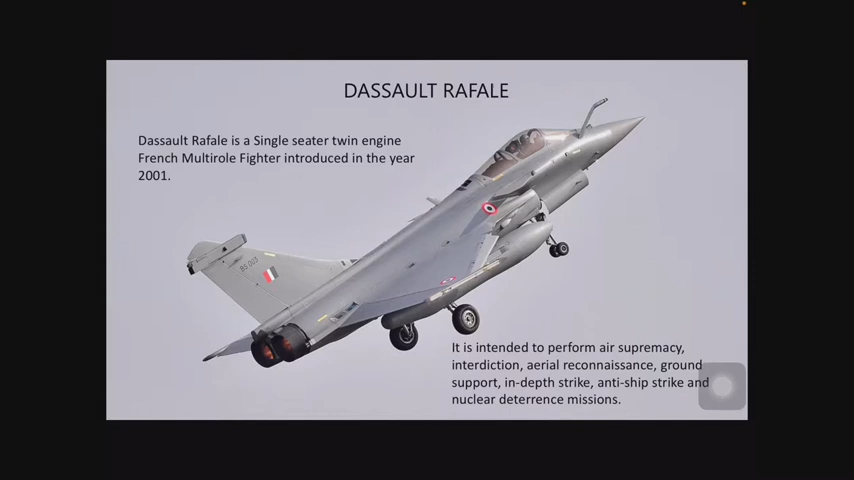 DASSAULT RAFALE
Dassault Rafale is a Single seater twin engine
French Multirole Fighter introduced in the year
2001.
It is intended to perform air supremacy,
interdiction, aerial reconnaissance, ground
support, in-depth strike, anti-ship strike and
nuclear deterrence missions.